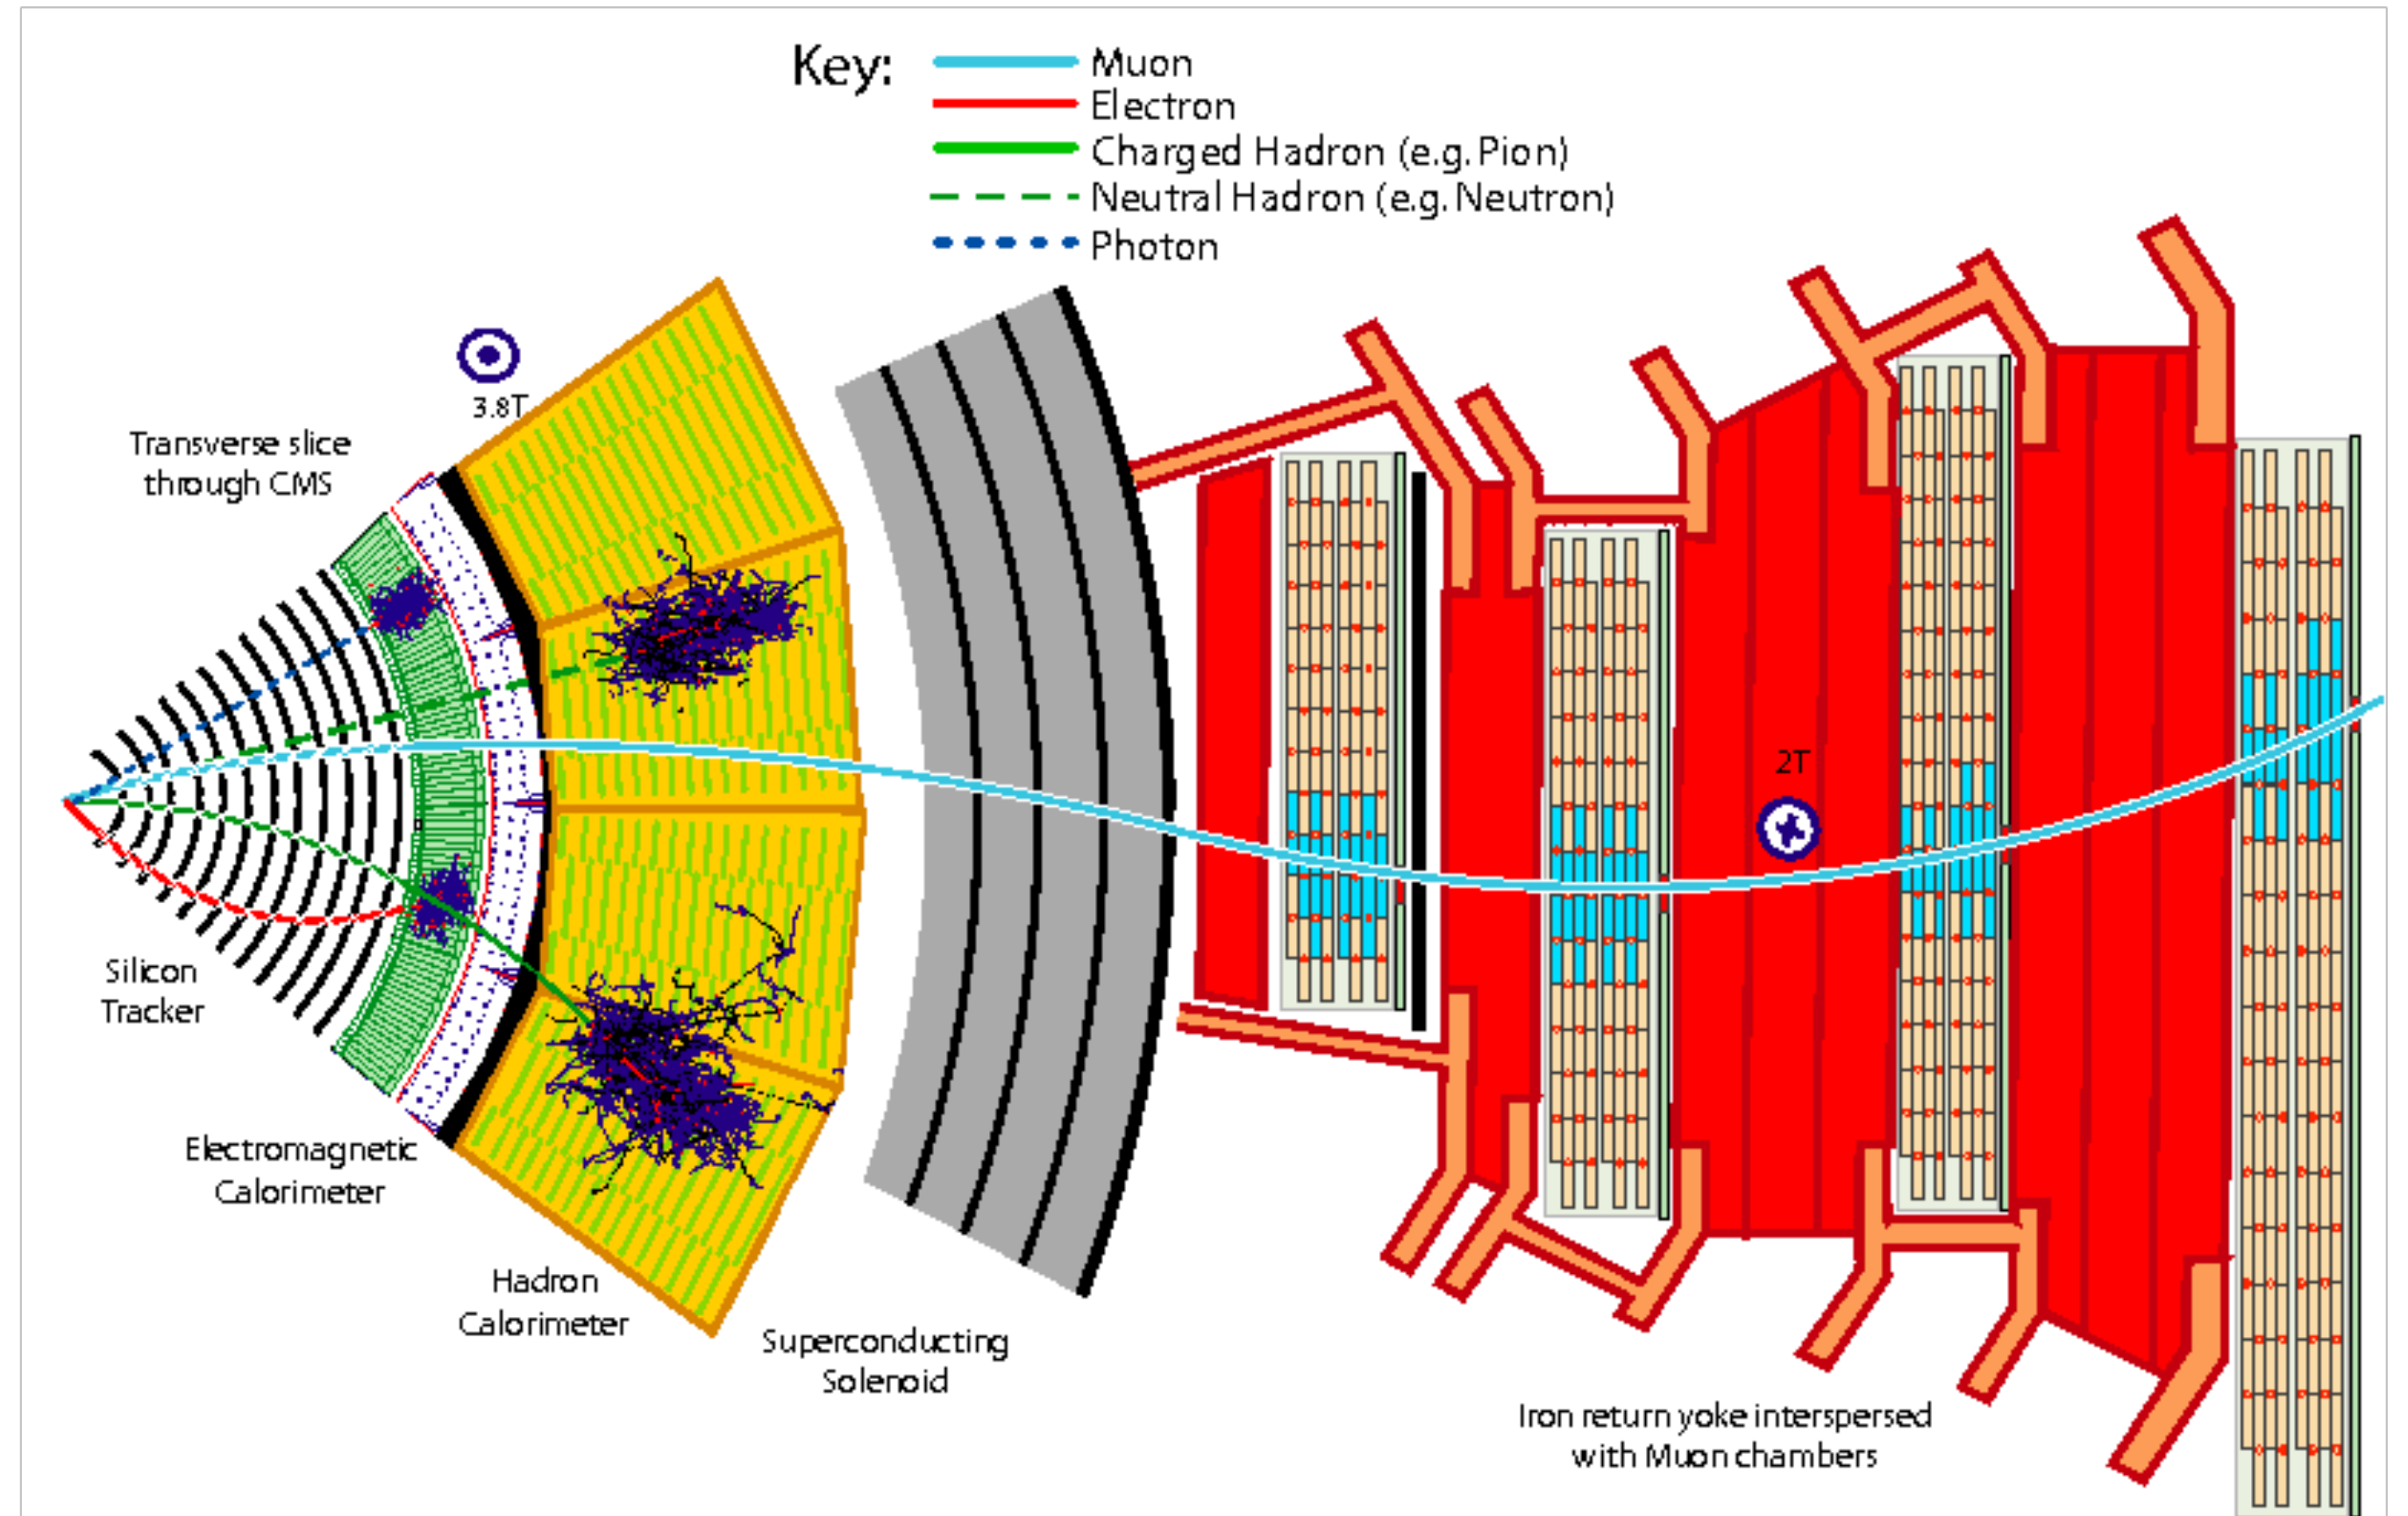 Key:
Muon
Electron
Charged Hadron (e.g. Pion)
Neutral Hadron (e.g. Neutron)
Photon
3.8T
Transverse slice
through CMS
2T
Silicon
Tracker
Electromagnetic
Calorimeter
Hadron
Calorimeter
Superconducting
Solenoid
Iron return yoke interspersed
with Muon chambers